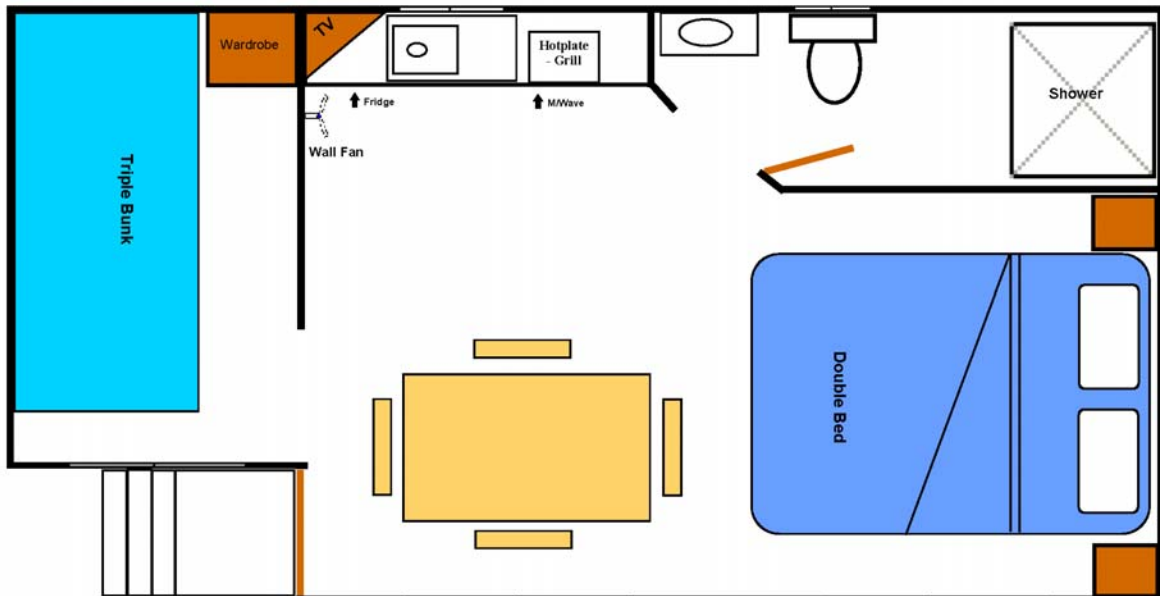 Wardrobe
TV
Hotplate
- Grill
Shower
Fridge
M/Wave
Wall Fan
Triple Bunk
Double Bed